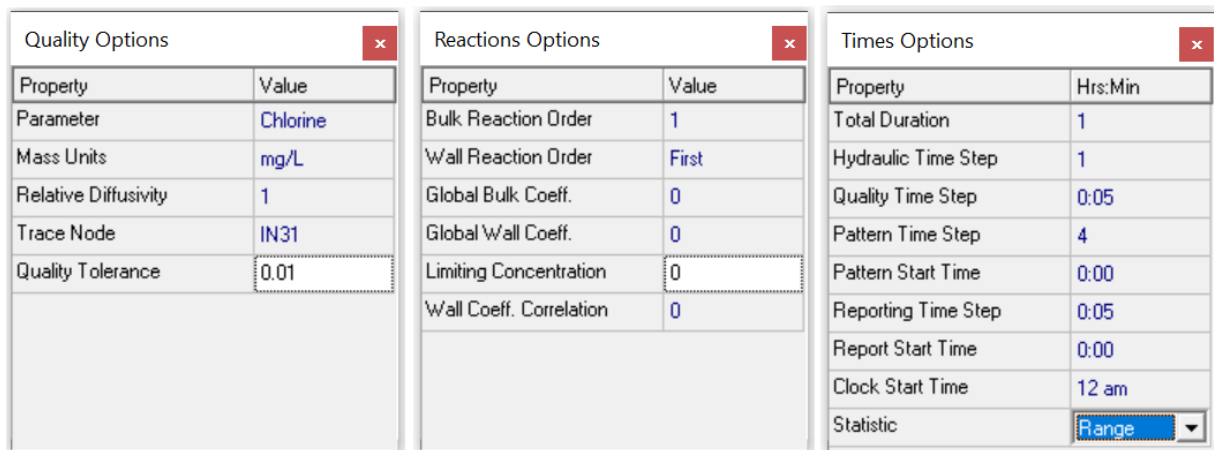 Quality Options
x
Property Value
Parameter Chlorine
Mass Units mg/L
Relative Diffusivity 1
Trace Node IN31
Quality Tolerance 0.01
Reactions Options
x
Property Value
Bulk Reaction Order 1
Wall Reaction Order First
Global Bulk Coeff. 0
Global Wall Coeff. 0
Limiting Concentration 0
Wall Coeff. Correlation 0
Times Options
x
Property Hrs:Min
Total Duration 1
Hydraulic Time Step 1
Quality Time Step 0:05
Pattern Time Step 4
Pattern Start Time 0:00
Reporting Time Step 0:05
Report Start Time 0:00
Clock Start Time 12 am
Statistic Range